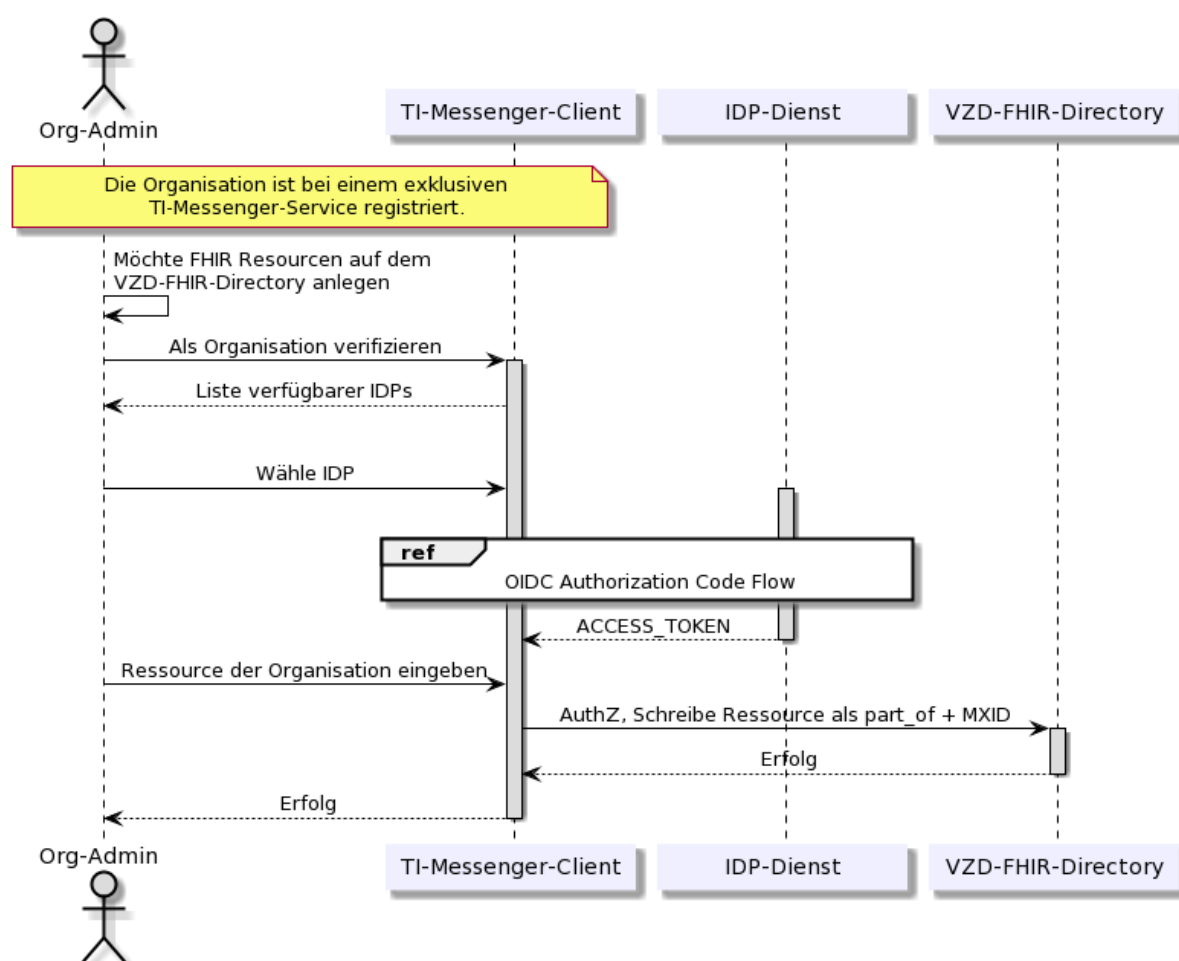 Org-Admin
TI-Messenger-Client
IDP-Dienst
VZD-FHIR-Directory
Die Organisation ist bei einem exklusiven
TI-Messenger-Service registriert.
Möchte FHIR Resourcen auf dem
VZD-FHIR-Directory anlegen
Als Organisation verifizieren
Liste verfügbarer IDPs
Wähle IDP
ref
OIDC Authorization Code Flow
ACCESS_TOKEN
Ressource der Organisation eingeben
AuthZ, Schreibe Ressource als part_of + MXID
Erfolg
Erfolg
Org-Admin
TI-Messenger-Client
IDP-Dienst
VZD-FHIR-Directory